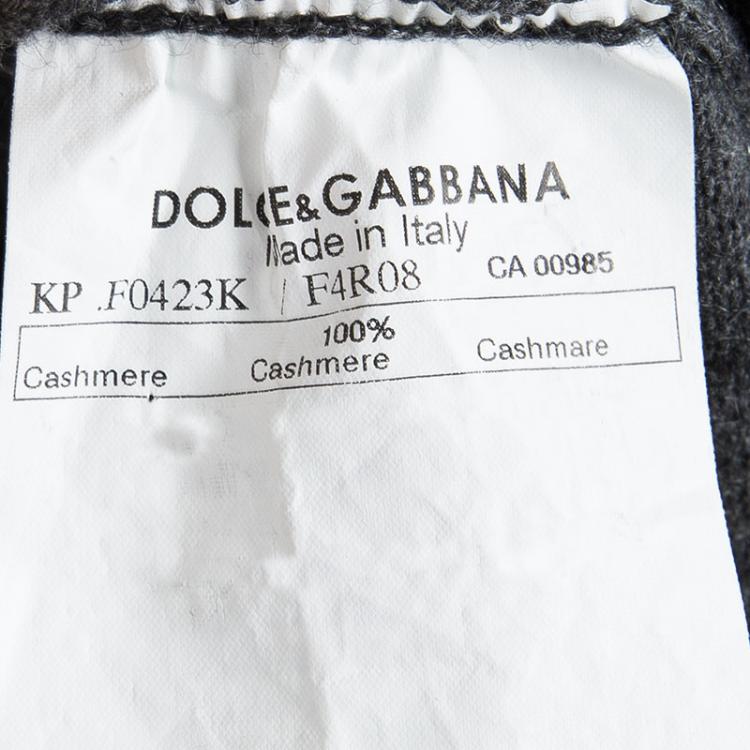 DOLCE&GABBANA
Made in Italy
KP .F0423K / F4R08 CA 00985
100%
Cashmere Cashmere Cashmare